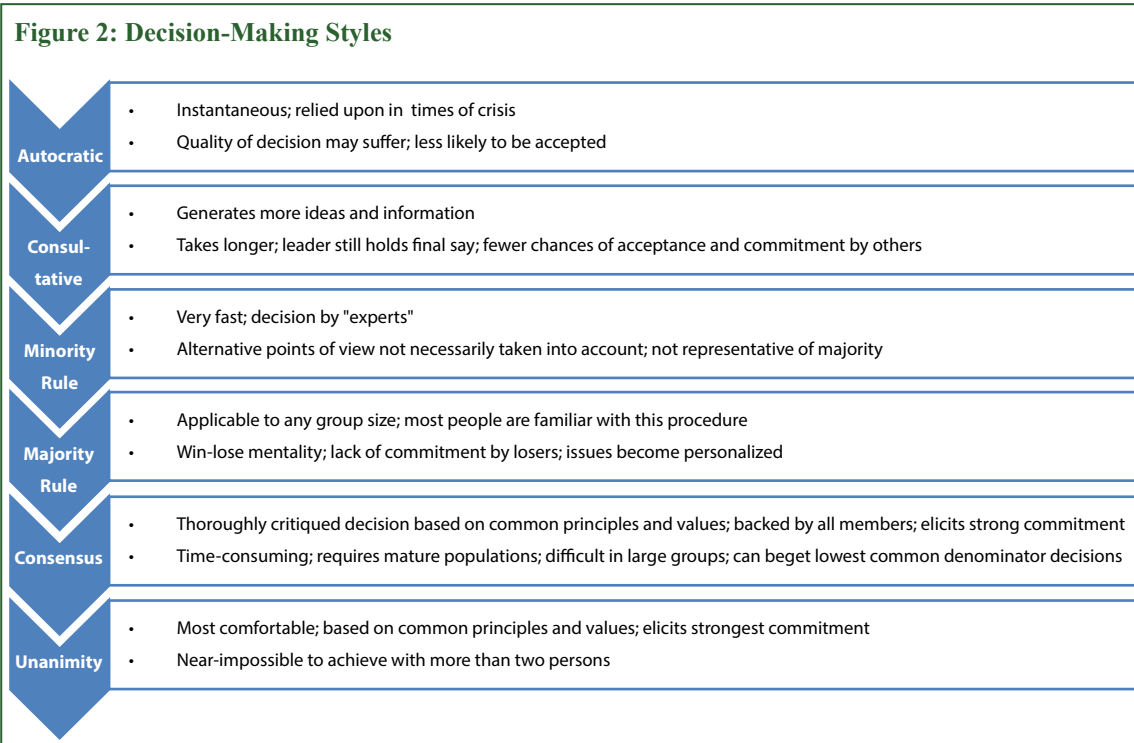 Figure 2: Decision-Making Styles
Autocratic
• Instantaneous; relied upon in times of crisis
• Quality of decision may suffer; less likely to be accepted
Consul-
tative
• Generates more ideas and information
• Takes longer; leader still holds final say; fewer chances of acceptance and commitment by others
Minority
Rule
• Very fast; decision by "experts"
• Alternative points of view not necessarily taken into account; not representative of majority
Majority
Rule
• Applicable to any group size; most people are familiar with this procedure
• Win-lose mentality; lack of commitment by losers; issues become personalized
Consensus
• Thoroughly critiqued decision based on common principles and values; backed by all members; elicits strong commitment
• Time-consuming; requires mature populations; difficult in large groups; can beget lowest common denominator decisions
Unanimity
• Most comfortable; based on common principles and values; elicits strongest commitment
• Near-impossible to achieve with more than two persons